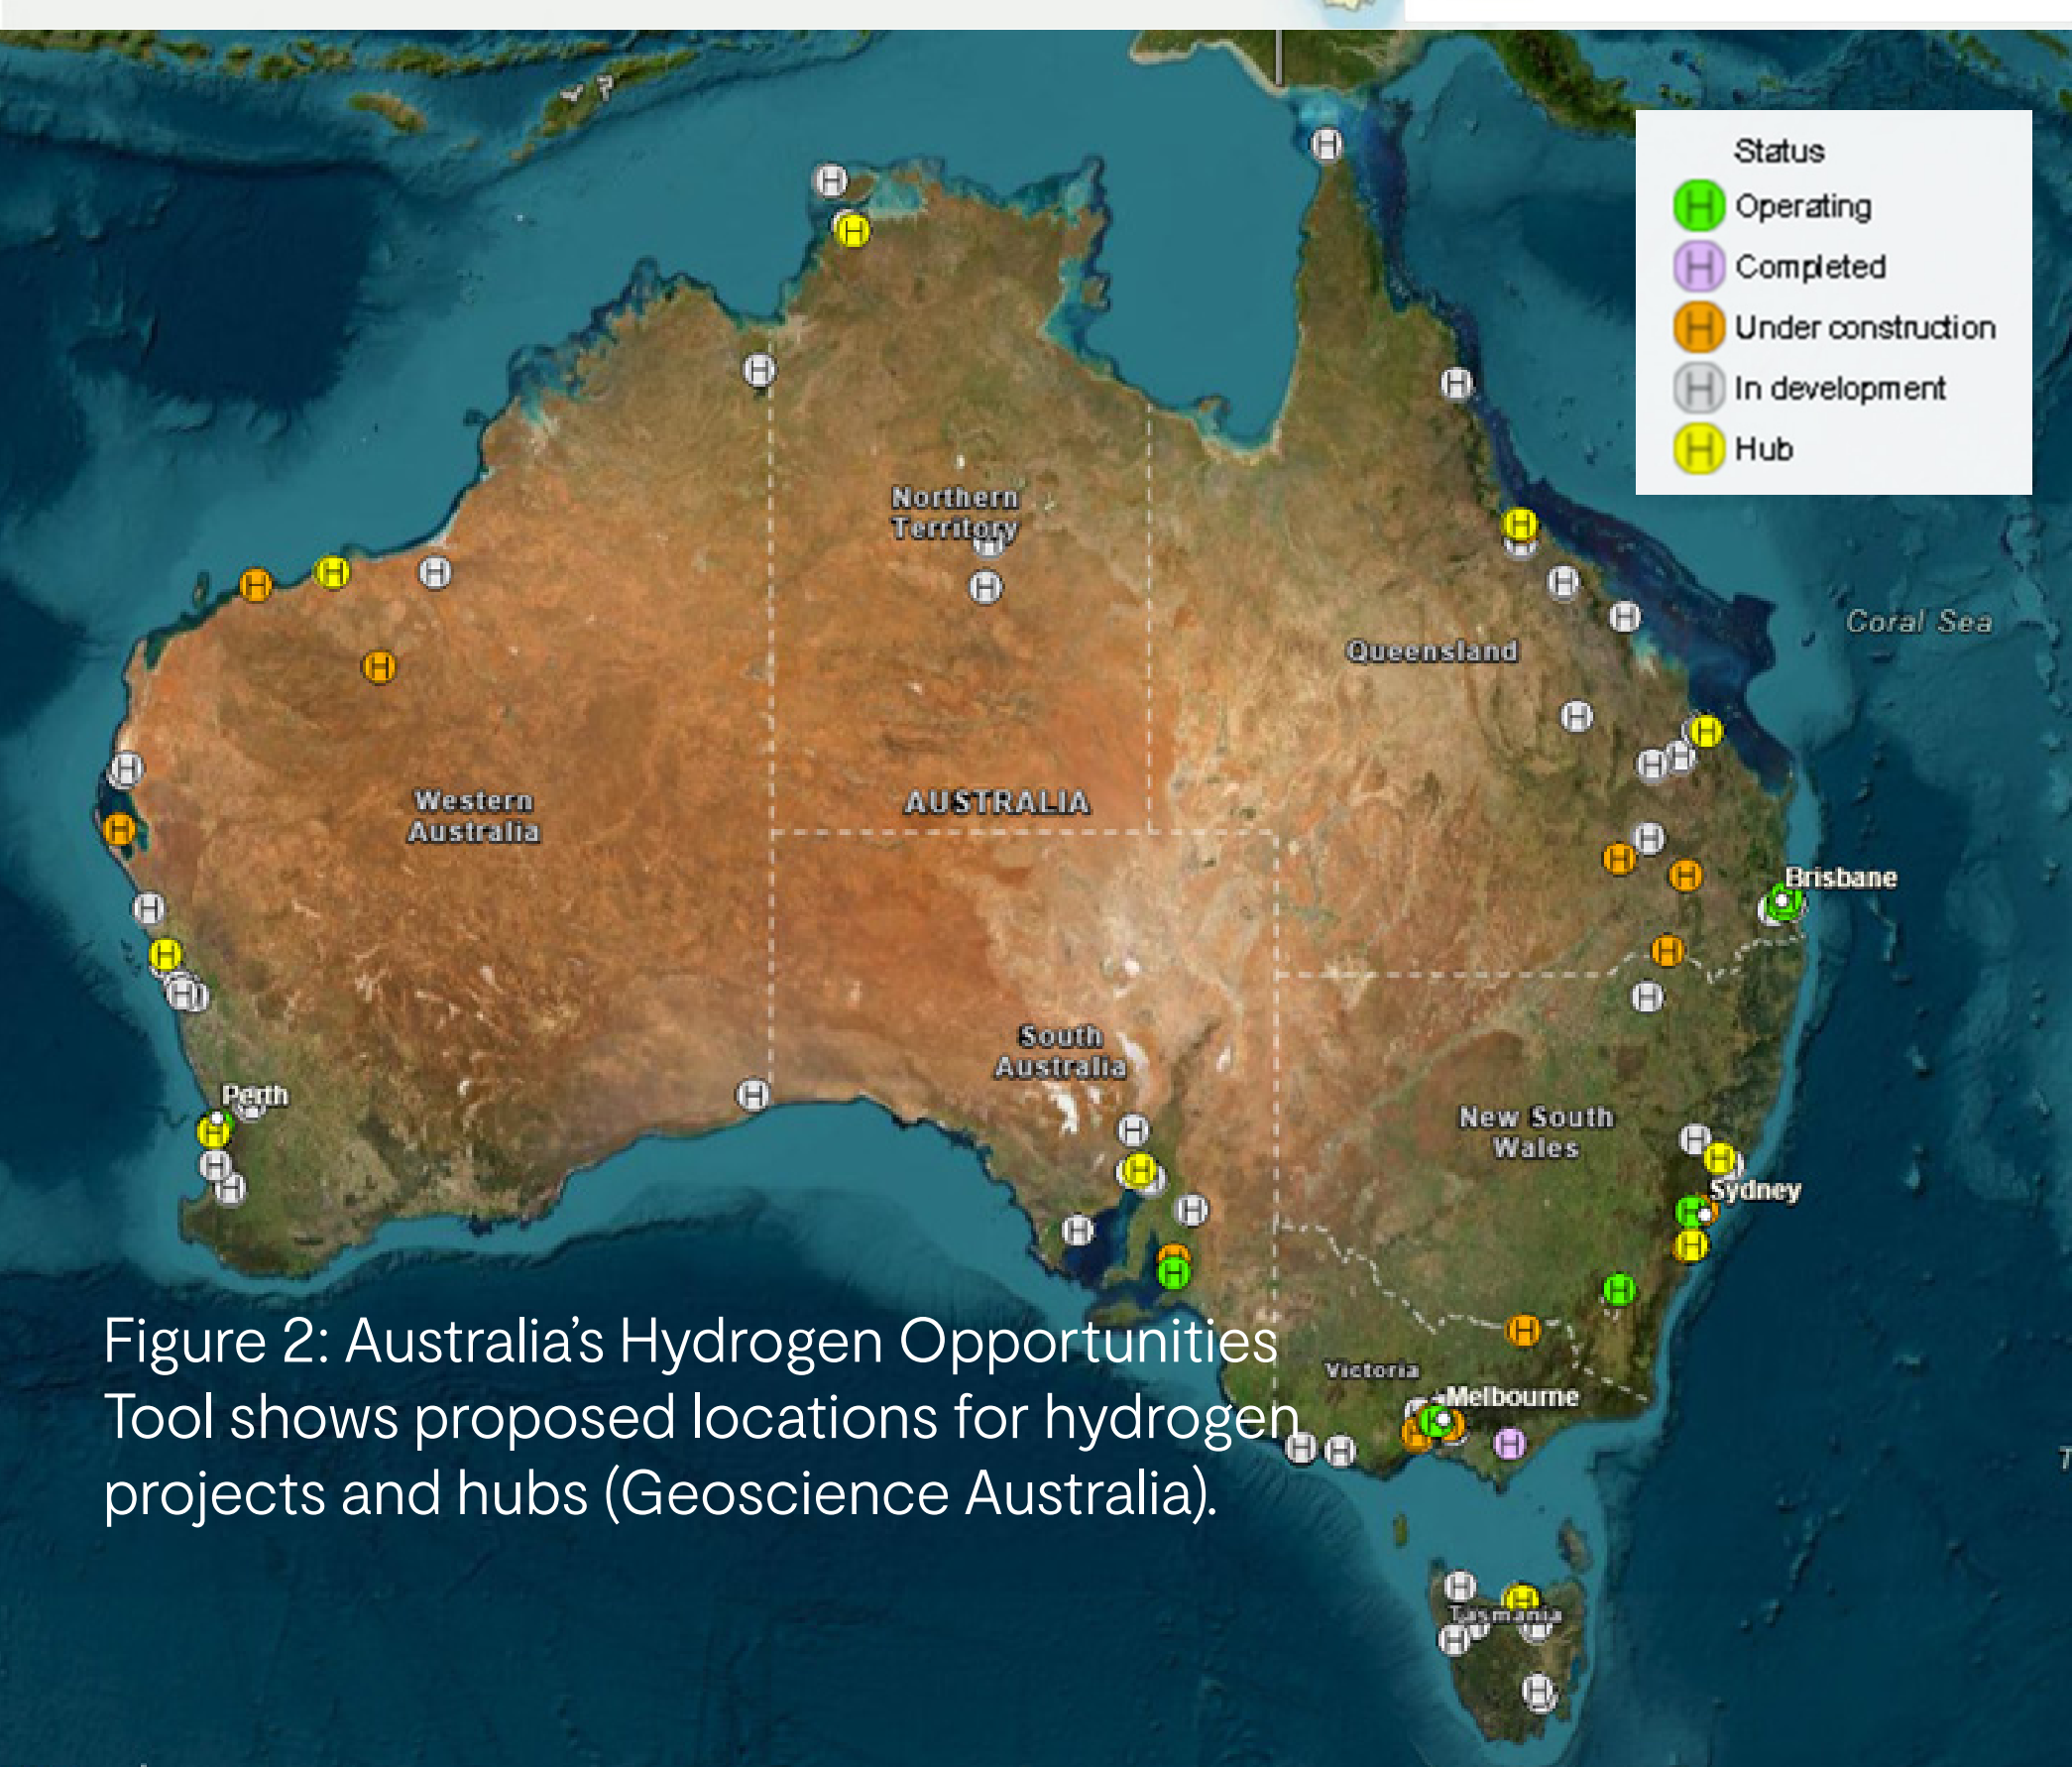 Status
H Operating
H Completed
H Under construction
H In development
H Hub
Northern
Territory
Coral Sea
Queensland
Western
Australia
AUSTRALIA
Brisbane
South
Australia
Perth
New South
Wales
Sydney
Victoria
Melbourne
Tasmania
Figure 2: Australia’s Hydrogen Opportunities
Tool shows proposed locations for hydrogen
projects and hubs (Geoscience Australia).